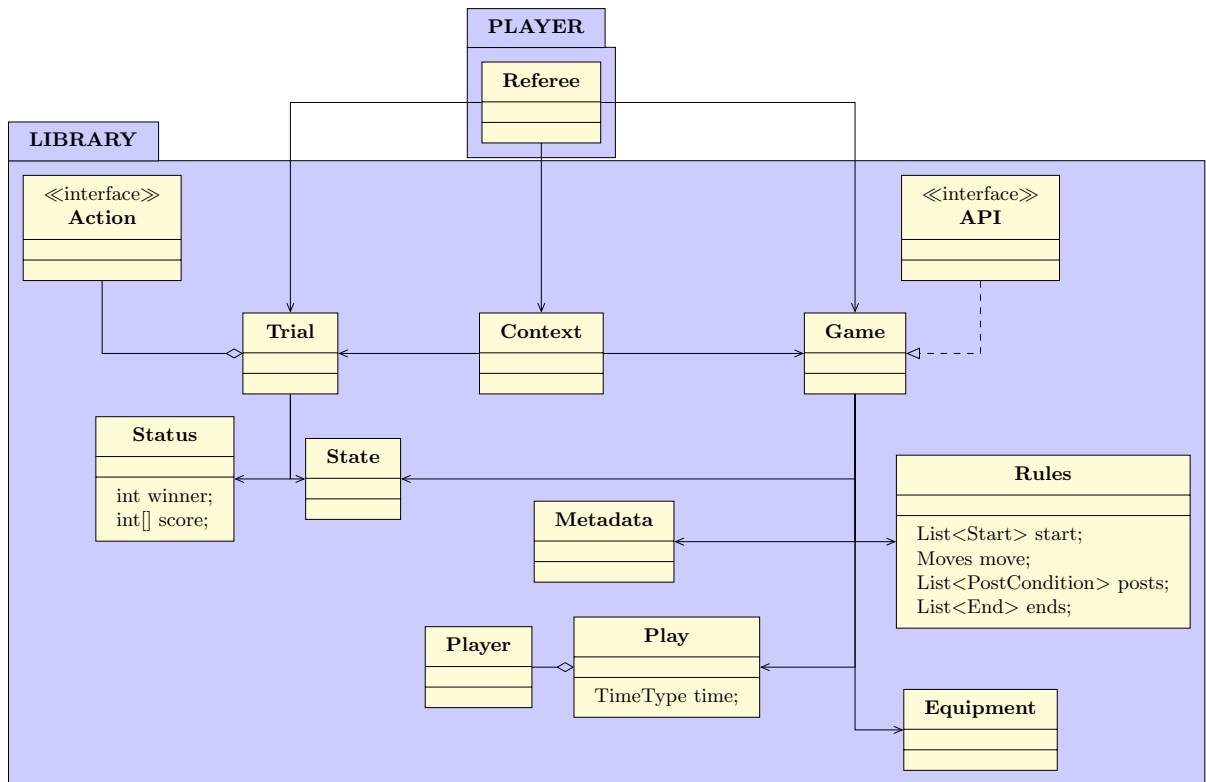 PLAYER
Referee
LIBRARY
≪interface≫
Action
≪interface≫
API
Trial
Context
Game
Status
int winner;
int[] score;
State
Rules
List<Start> start;
Moves move;
List<PostCondition> posts;
List<End> ends;
Metadata
Player
Play
TimeType time;
Equipment